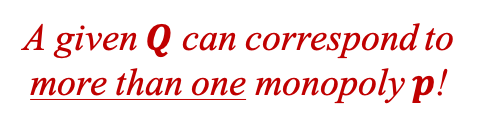 A given Q can correspond to
more than one monopoly p!